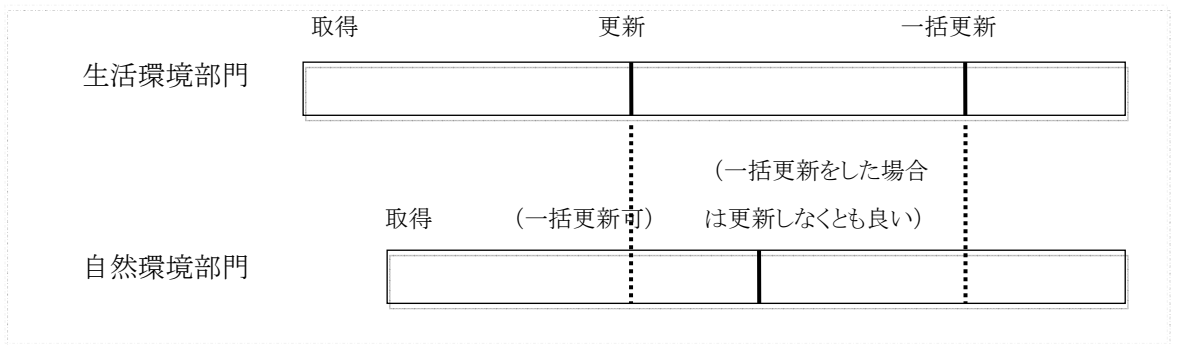 取得 更新 一括更新
生活環境部門
(一括更新をした場合
取得 (一括更新可) は更新しなくとも良い)
自然環境部門